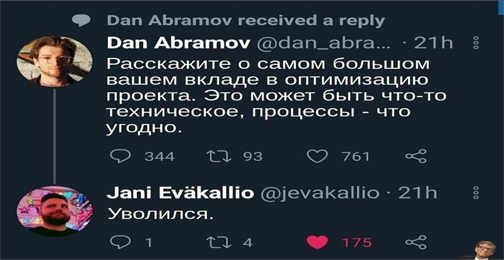 Dan Abramov received a reply
Dan Abramov @dan_abra... · 21h
Расскажите о самом большом
вашем вкладе в оптимизацию
проекта. Это может быть что-то
техническое, процессы - что
угодно.
344 93 761
Jani Eväkallio @jevakallio · 21h
Уволился.
1 4 175